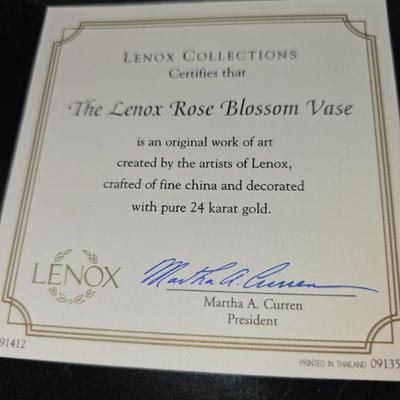 LENOX COLLECTIONS
Certifies that
The Lenox Rose Blossom Vase
is an original work of art
created by the artists of Lenox,
crafted of fine china and decorated
with pure 24 karat gold.
LENOX
Martha A. Curren
Martha A. Curren
President
91412
PRINTED IN THAILAND 09135